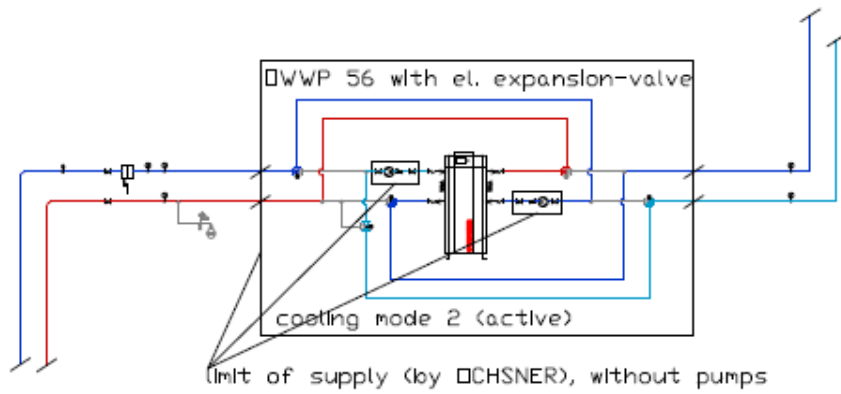 ▯WWP 56 with el. expansion-valve
cooling mode 2 (active)
limit of supply (by ▯CHSNER), without pumps